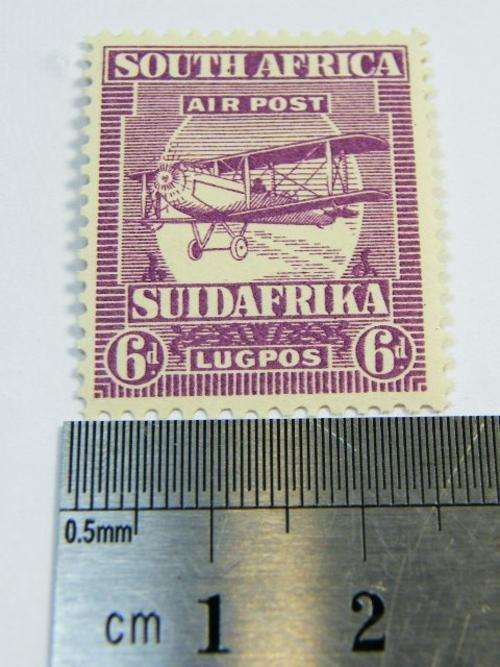 SOUTH AFRICA
AIR POST
SUIDAFRIKA
6d LUGPOS 6d
0.5mm
cm 1 2